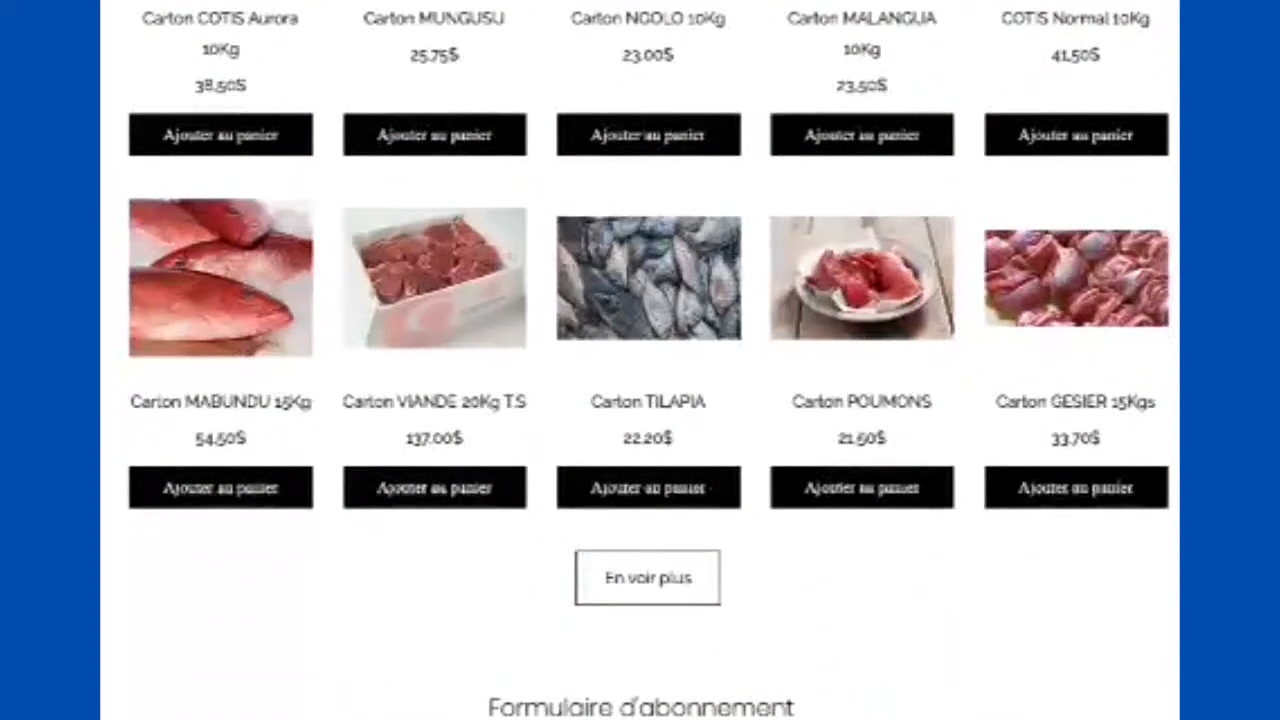 Carton COTIS Aurora
10Kg
38,50$
Carton MUNGUSU
25,75$
Carton NGOLO 10Kg
23,00$
Carton MALANGUA
10Kg
23,50$
COTIS Normal 10Kg
41,50$
Ajouter au panier
Ajouter au panier
Ajouter au panier
Ajouter au panier
Ajouter au panier
Carton MABUNDU 15Kg
54,50$
Carton VIANDE 20Kg T.S
137,00$
Carton TILAPIA
22,20$
Carton POUMONS
21,50$
Carton GESIER 15Kgs
33,70$
Ajouter au panier
Ajouter au panier
Ajouter au panier
Ajouter au panier
Ajouter au panier
En voir plus
Formulaire d'abonnement